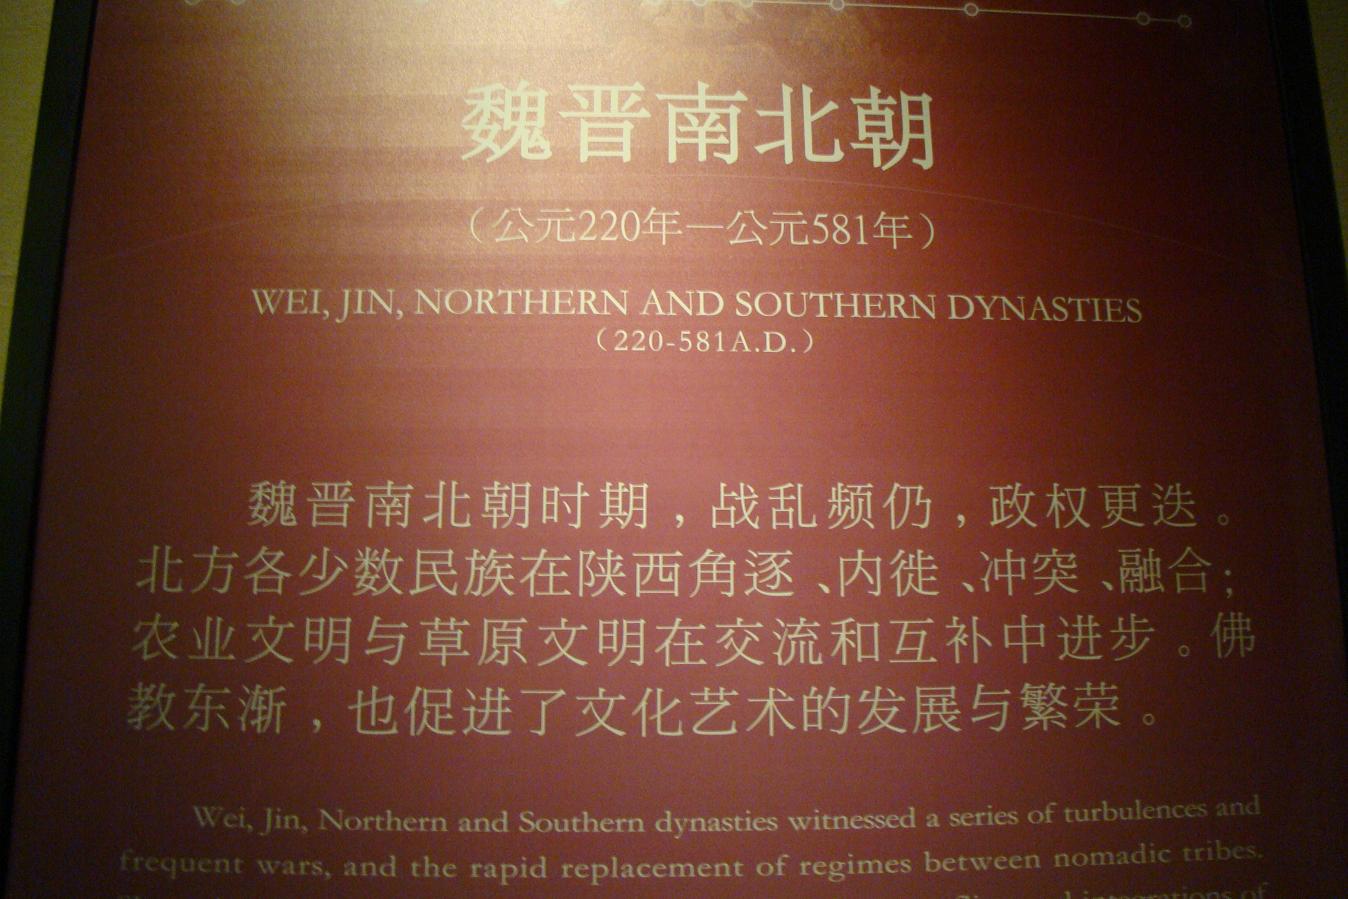 魏晋南北朝
（公元220年—公元581年）
WEI, JIN, NORTHERN AND SOUTHERN DYNASTIES
（220-581A.D.）
魏晋南北朝时期，战乱频仍，政权更迭。
北方各少数民族在陕西角逐、内徙、冲突、融合；
农业文明与草原文明在交流和互补中进步。佛
教东渐，也促进了文化艺术的发展与繁荣。
Wei, Jin, Northern and Southern dynasties witnessed a series of turbulences and
frequent wars, and the rapid replacement of regimes between nomadic tribes.
integrations of